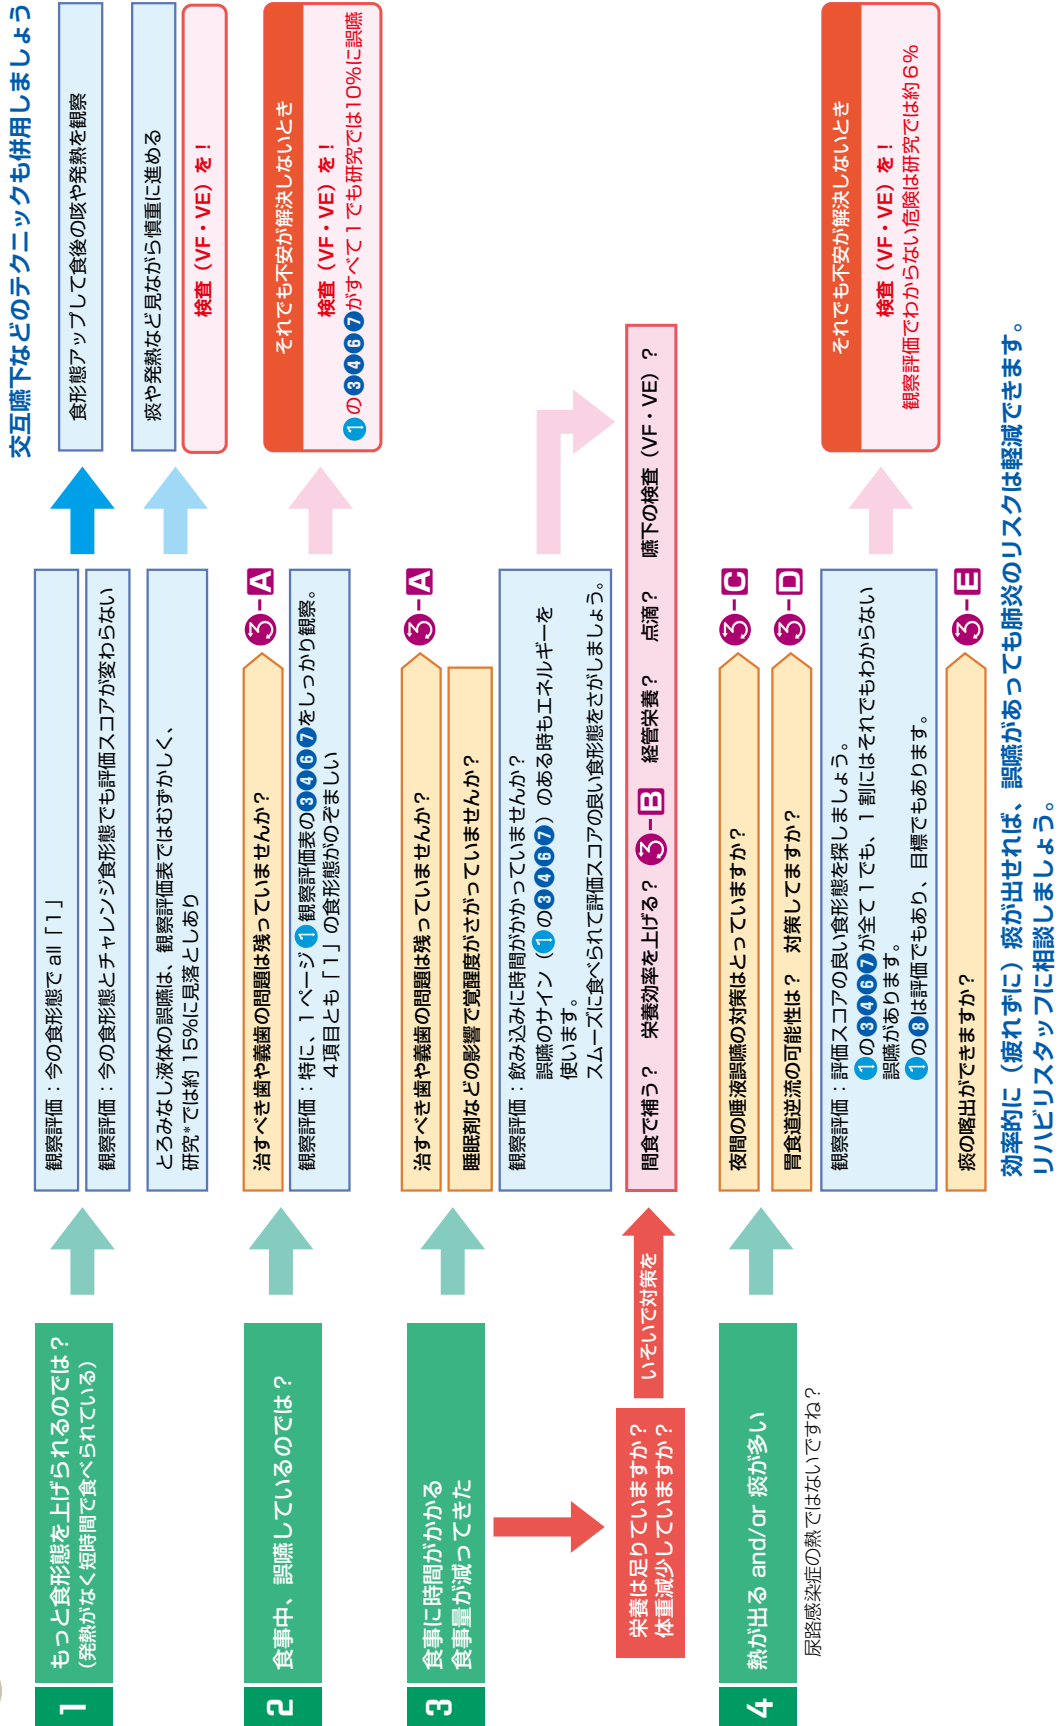 交互嚥下などのテクニックも併用しましょう
1
もっと食形態を上げられるのでは？
（発熱がなく短時間で食べられている）
観察評価：今の食形態で all「1」
観察評価：今の食形態とチャレンジ食形態でも評価スコアが変わらない
とろみなし液体の誤嚥は、観察評価表ではむずかしく、
研究*では約 15%に見落としあり
食形態アップして食後の咳や発熱を観察
痰や発熱など見ながら慎重に進める
検査（VF・VE）を！
2
食事中、誤嚥しているのでは？
治すべき歯や義歯の問題は残っていませんか？
3-A
観察評価：特に、1 ページ 1 観察評価表の3467をしっかり観察。
4項目とも「1」の食形態がのぞましい
それでも不安が解決しないとき
検査（VF・VE）を！
1の3467がすべて 1 でも研究では10%に誤嚥
3
食事に時間がかかる
食事量が減ってきた
治すべき歯や義歯の問題は残っていませんか？
3-A
睡眠剤などの影響で覚醒度がさがっていませんか？
観察評価：飲み込みに時間がかかっていませんか？
誤嚥のサイン（1の3467）のある時もエネルギーを
使います。
スムーズに食べられて評価スコアの良い食形態をさがしましょう。
栄養は足りていますか？
体重減少していますか？
いそいで対策を
間食で補う？ 栄養効率を上げる？ 3-B 経管栄養？ 点滴？ 嚥下の検査（VF・VE）？
4
熱が出る and/or 痰が多い
尿路感染症の熱ではないですね？
夜間の唾液誤嚥の対策はとっていますか？
3-C
胃食道逆流の可能性は？ 対策してますか？
3-D
観察評価：評価スコアの良い食形態を探しましょう。
1の3467が全て 1 でも、1 割にはそれでもわからない
誤嚥があります。
1の8は評価でもあり、目標でもあります。
痰の喀出ができますか？
3-E
それでも不安が解決しないとき
検査（VF・VE）を！
観察評価でわからない危険は研究では約 6%
効率的に（疲れずに）痰が出せれば、誤嚥があっても肺炎のリスクは軽減できます。
リハビリスタッフに相談しましょう。